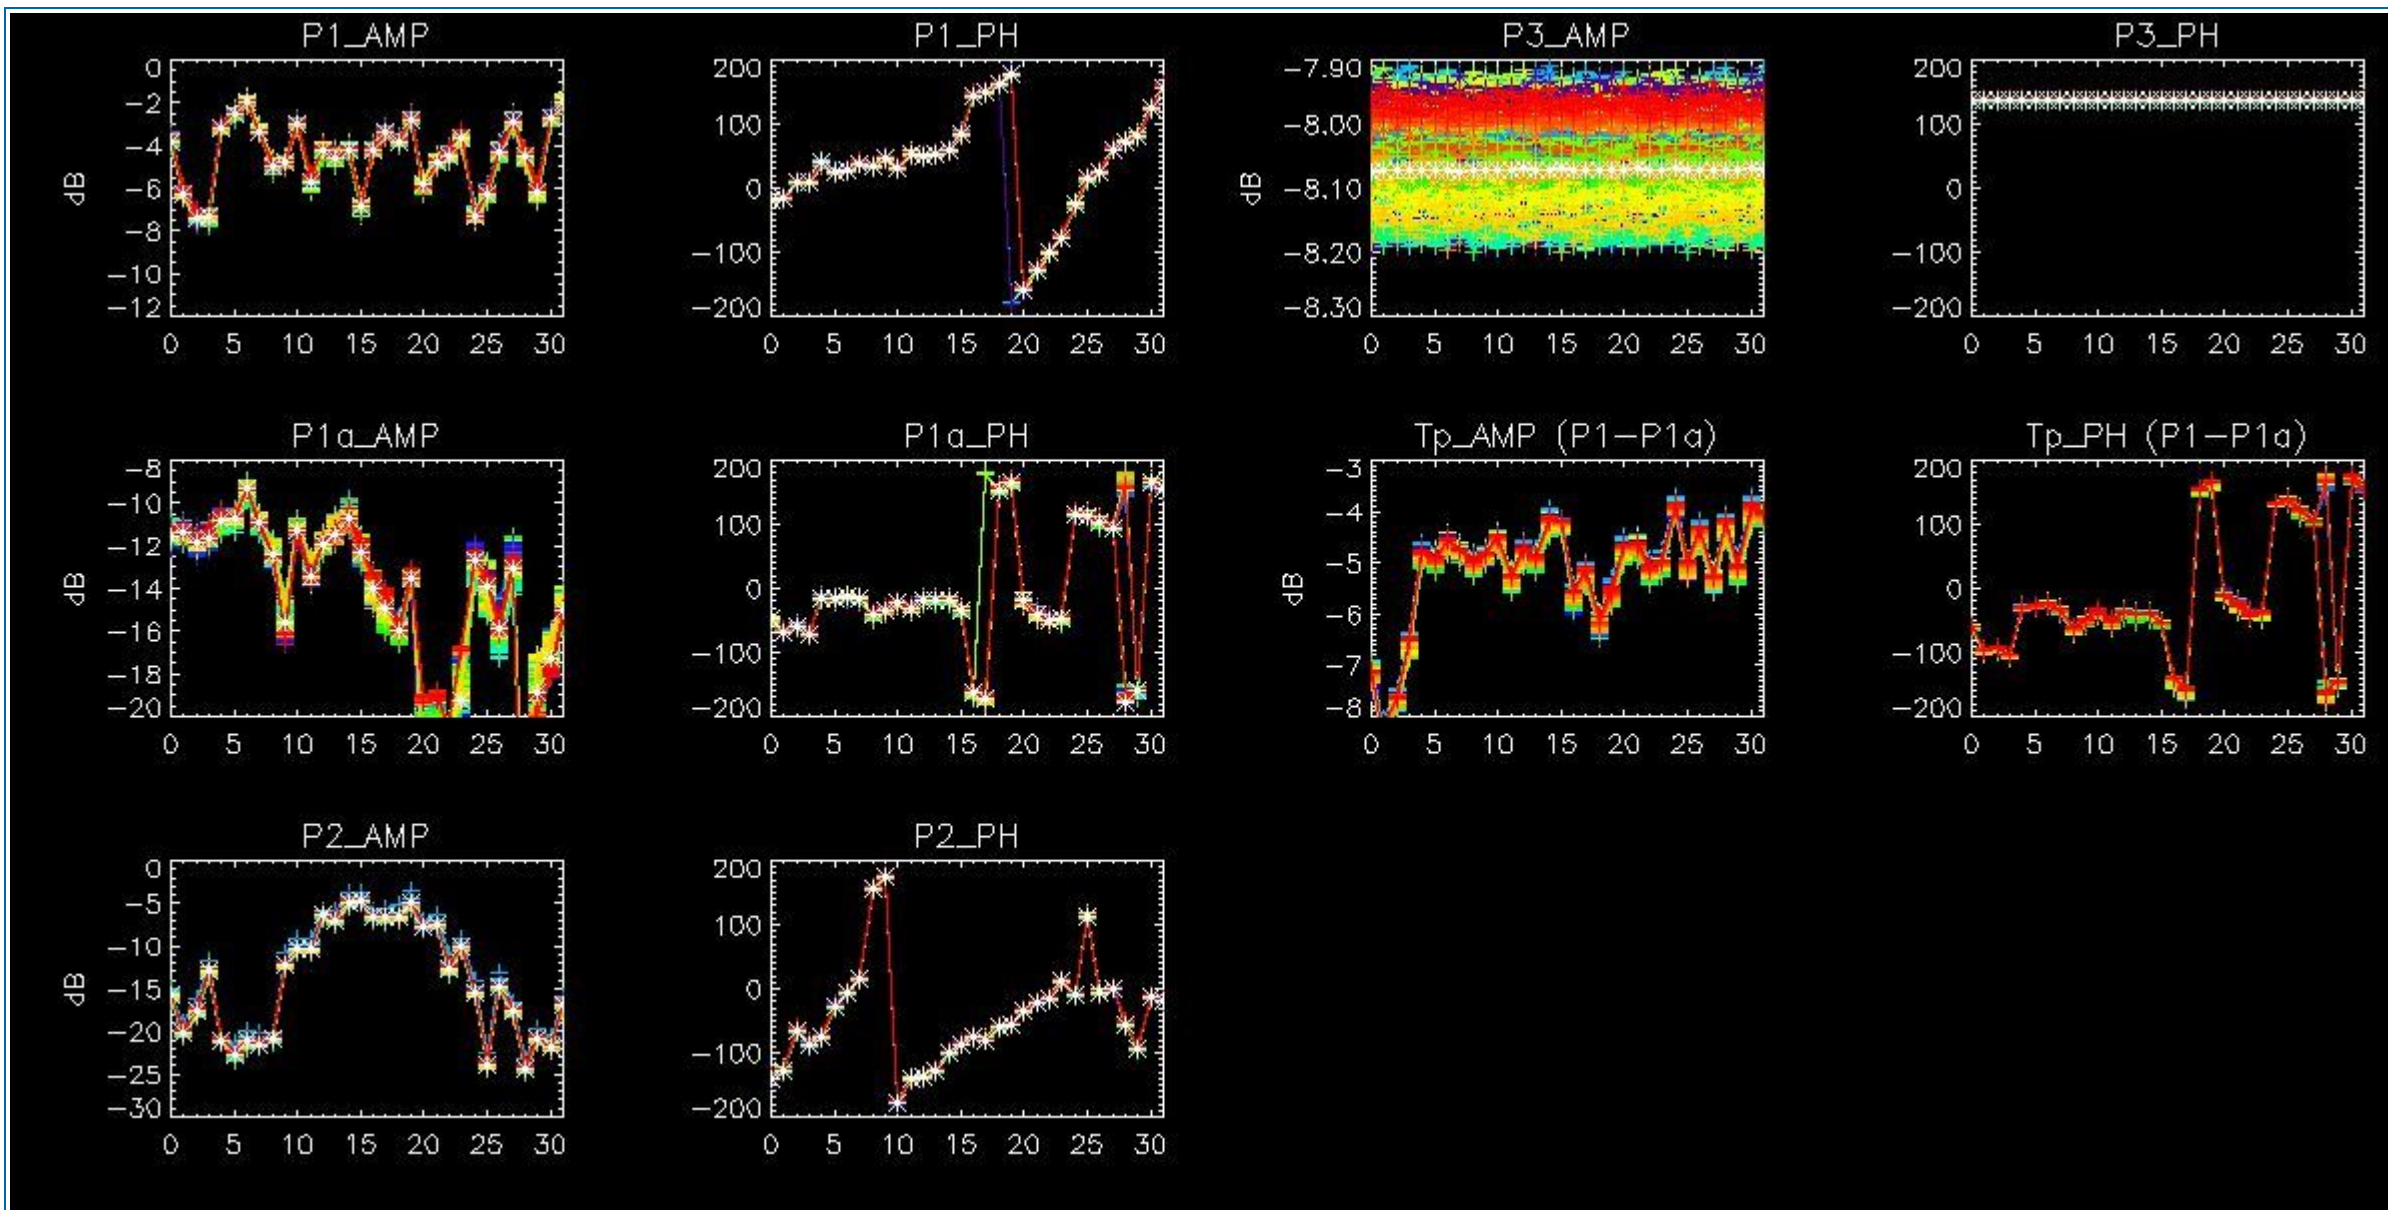 P1_AMP P1_PH P3_AMP P3_PH
0 200 -7.90 200
-2
100 -8.00 100
-4
dB 0 dB -8.10 0
-6
-8
-100 -8.20 -100
-10
-12 -200 -8.30 -200
0 5 10 15 20 25 30 0 5 10 15 20 25 30 0 5 10 15 20 25 30 0 5 10 15 20 25 30
P1a_AMP P1a_PH Tp_AMP (P1-P1a) Tp_PH (P1-P1a)
-8 200 -3 200
-10
100 -4 100
-12
dB -14 0 dB -5 0
-16
-6
-100 -7 -100
-18
-20 -200 -8 -200
0 5 10 15 20 25 30 0 5 10 15 20 25 30 0 5 10 15 20 25 30 0 5 10 15 20 25 30
P2_AMP P2_PH
0 200
-5
100
-10
dB -15 0
-20
-100
-25
-30 -200
0 5 10 15 20 25 30 0 5 10 15 20 25 30